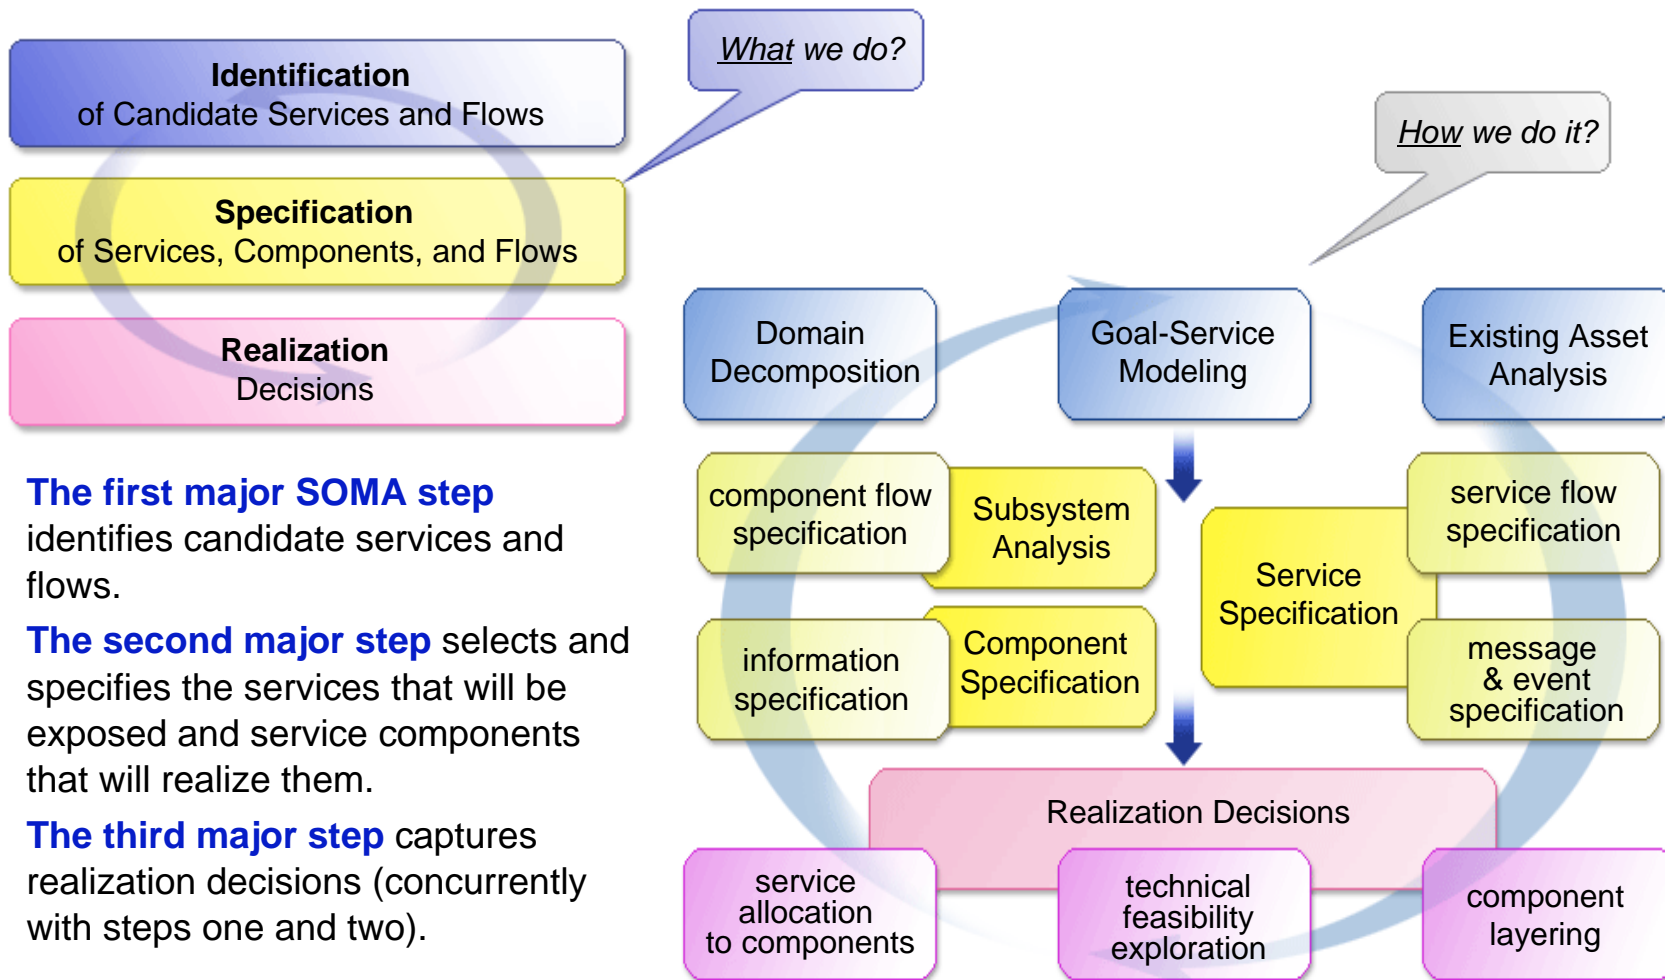 Identification
of Candidate Services and Flows
Specification
of Services, Components, and Flows
Realization
Decisions
What we do?
How we do it?
The first major SOMA step
identifies candidate services and
flows.
The second major step selects and
specifies the services that will be
exposed and service components
that will realize them.
The third major step captures
realization decisions (concurrently
with steps one and two).
Domain
Decomposition
Goal-Service
Modeling
Existing Asset
Analysis
component flow
specification
Subsystem
Analysis
information
specification
Component
Specification
Service
Specification
service flow
specification
message
& event
specification
Realization Decisions
service
allocation
to components
technical
feasibility
exploration
component
layering